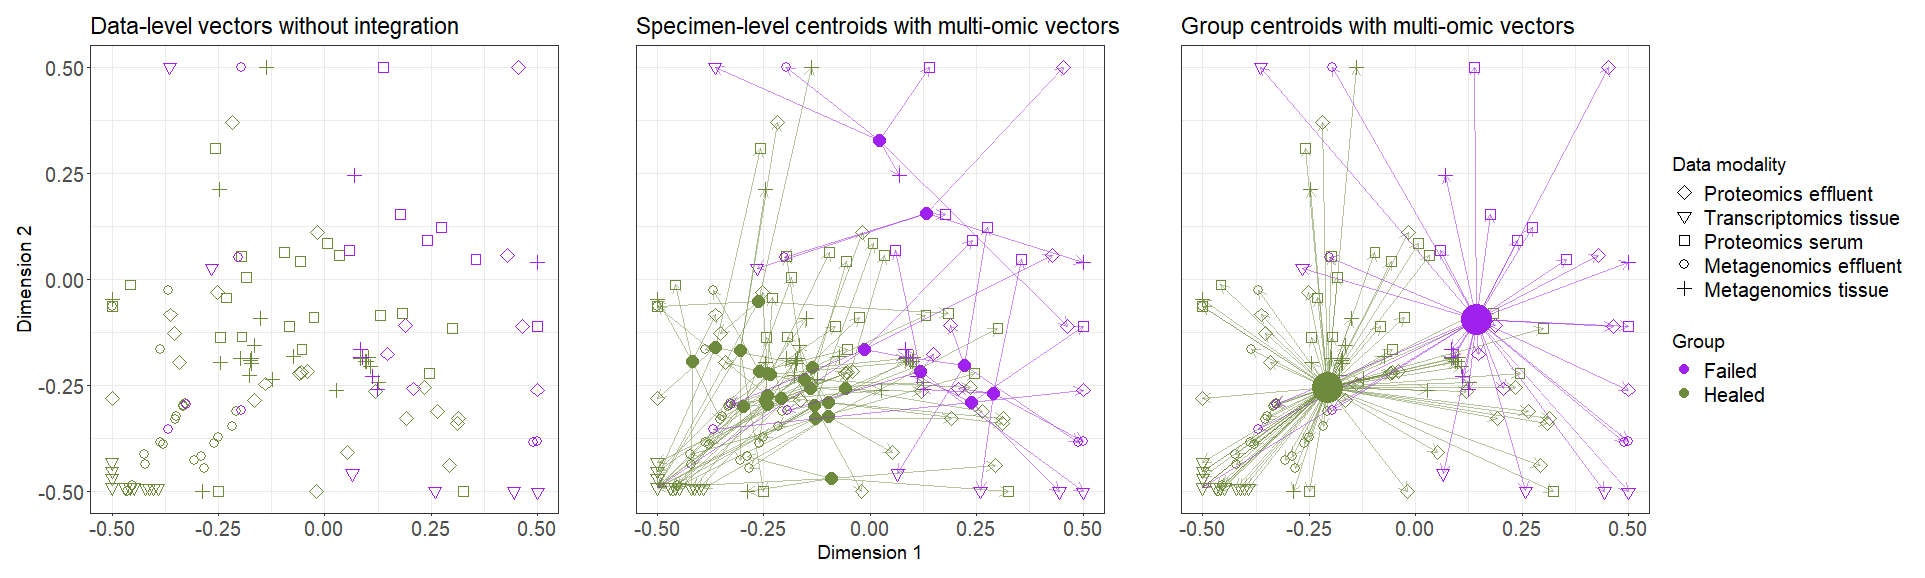 Data-level vectors without integration
Specimen-level centroids with multi-omic vectors
Group centroids with multi-omic vectors
Dimension 2
0.50
0.25
0.00
-0.25
-0.50
-0.50 -0.25 0.00 0.25 0.50
-0.50 -0.25 0.00 0.25 0.50
-0.50 -0.25 0.00 0.25 0.50
Dimension 1
Data modality
Proteomics effluent
Transcriptomics tissue
Proteomics serum
Metagenomics effluent
Metagenomics tissue
Group
Failed
Healed